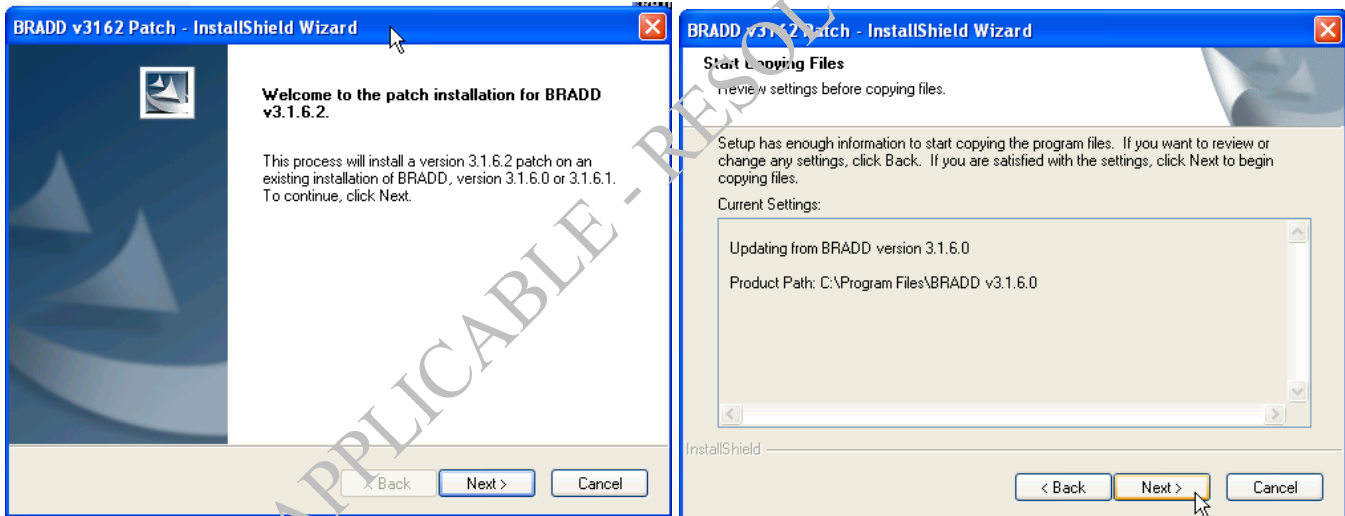 BRADD v3162 Patch - InstallShield Wizard
Welcome to the patch installation for BRADD
v3.1.6.2.
This process will install a version 3.1.6.2 patch on an
existing installation of BRADD, version 3.1.6.0 or 3.1.6.1.
To continue, click Next.
< Back Next > Cancel
BRADD v3162 Patch - InstallShield Wizard
Start Copying Files
Review settings before copying files.
Setup has enough information to start copying the program files. If you want to review or
change any settings, click Back. If you are satisfied with the settings, click Next to begin
copying files.
Current Settings:
Updating from BRADD version 3.1.6.0
Product Path: C:\Program Files\BRADD v3.1.6.0
InstallShield
< Back Next > Cancel
APPLICABLE - RESOL